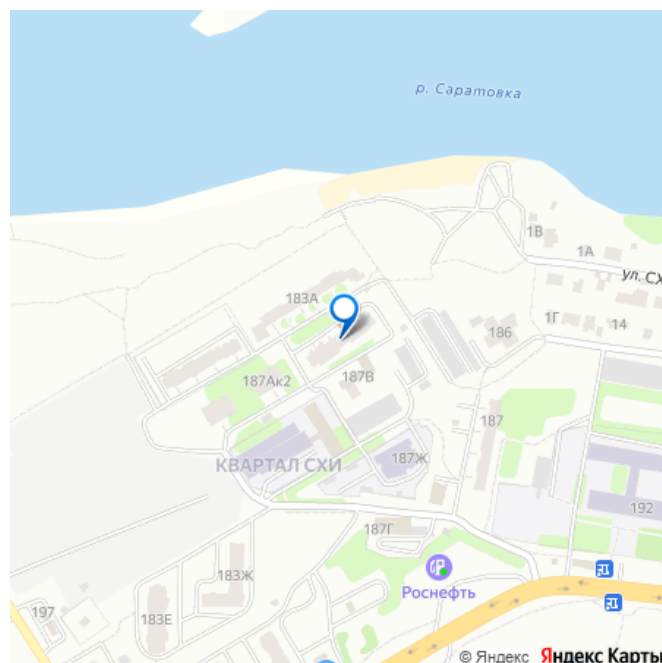 р. Саратовка
1В
1А
ул. СХ
183А
186
1Г
14
187Ак2
187В
187
КВАРТАЛ СХИ
187Ж
192
187Г
183Ж
Роснефть
197
183Е
© Яндекс Яндекс Карты